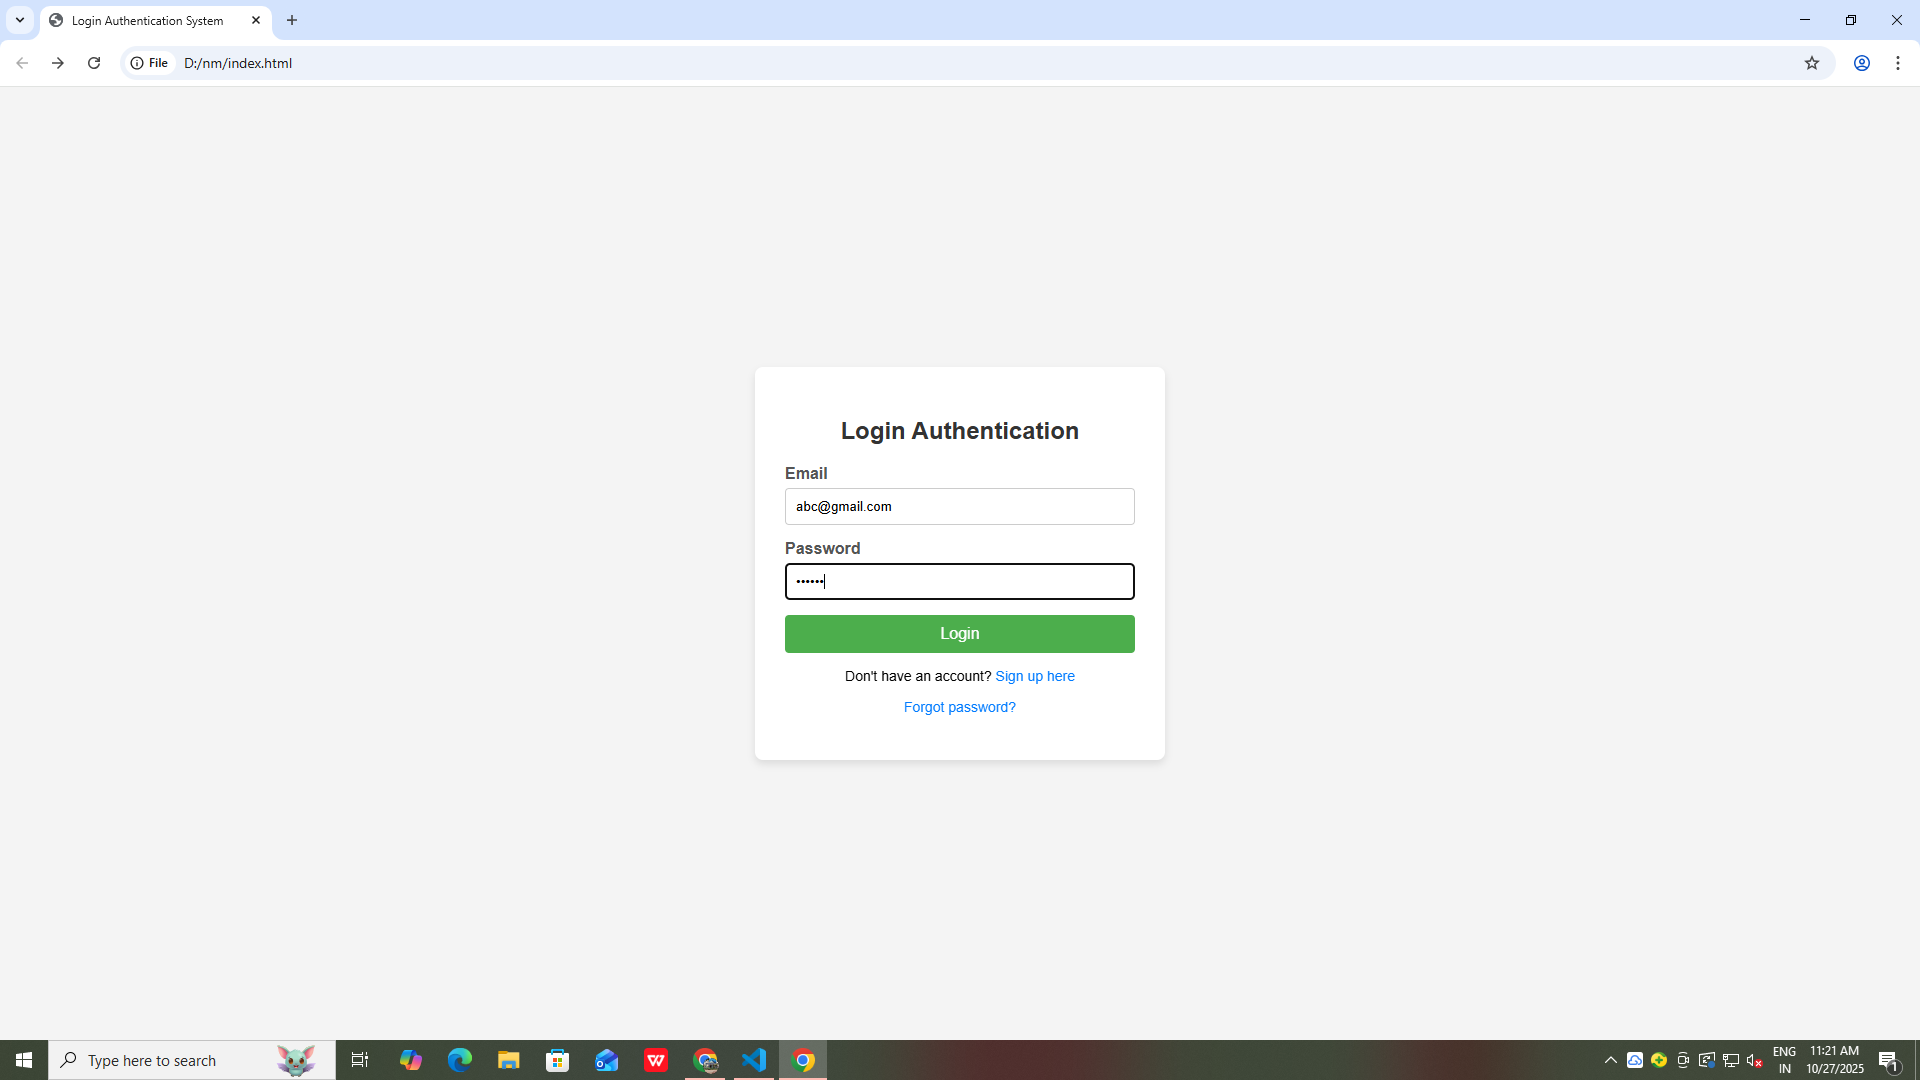 Login Authentication System
File D:/nm/index.html
Login Authentication
Email
abc@gmail.com
Password
••••••
Login
Don't have an account? Sign up here
Forgot password?
Type here to search
ENG
IN
11:21 AM
10/27/2025
1